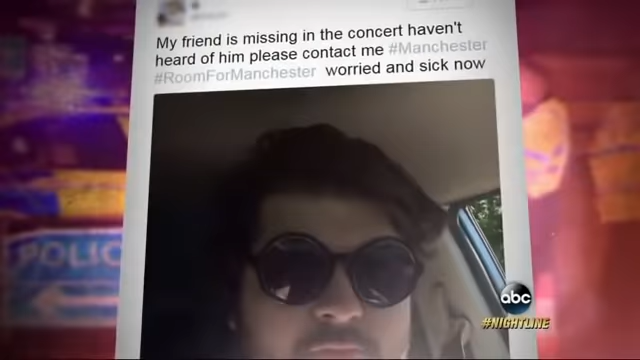 My friend is missing in the concert haven't
heard of him please contact me #Manchester
#RoomForManchester worried and sick now
POLIC
abc
#NIGHTLINE